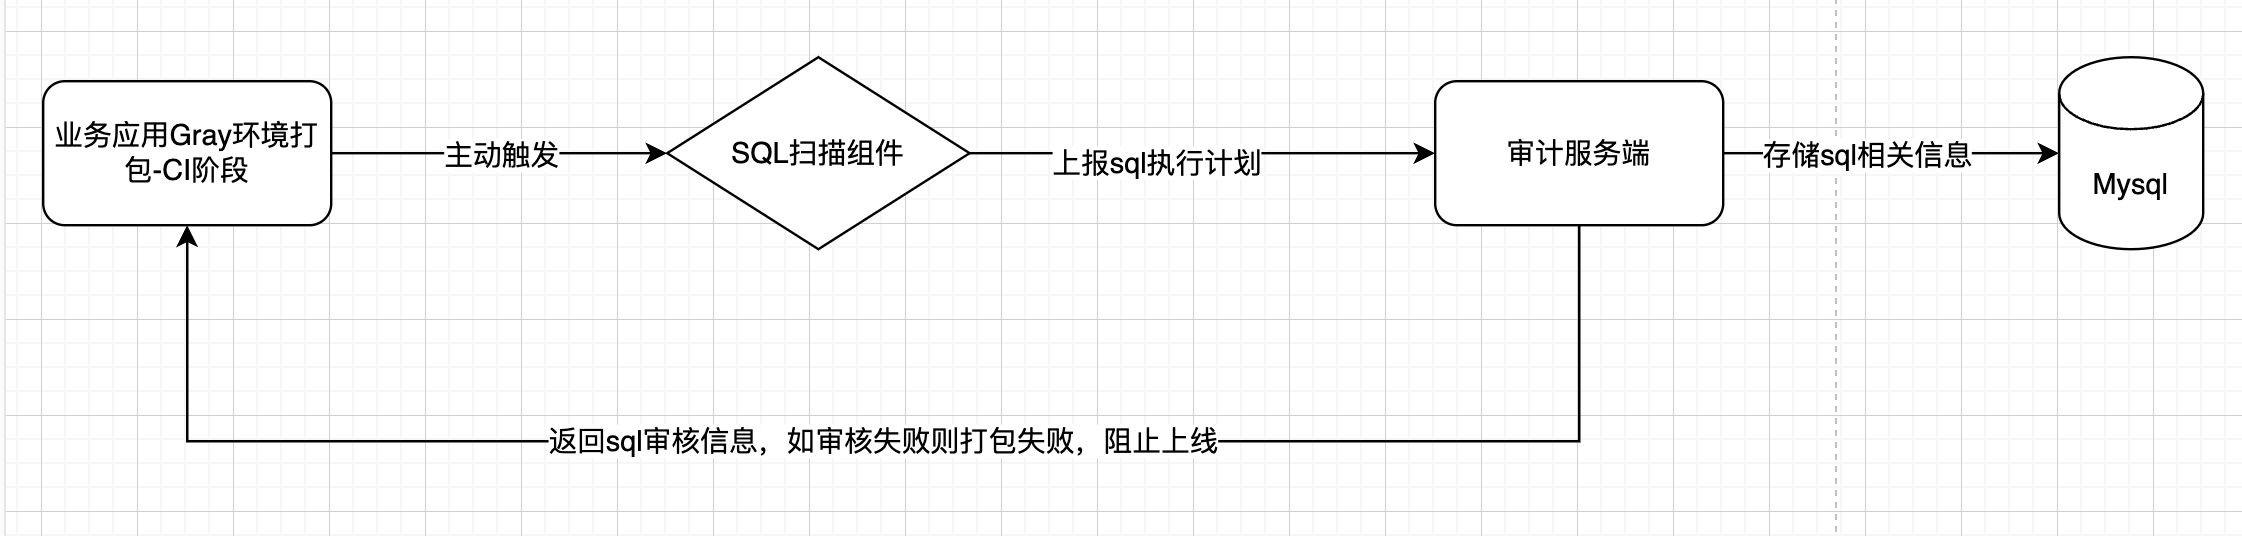 业务应用Gray环境打
包-CI阶段
主动触发
SQL扫描组件
上报sql执行计划
审计服务端
存储sql相关信息
Mysql
返回sql审核信息，如审核失败则打包失败，阻止上线